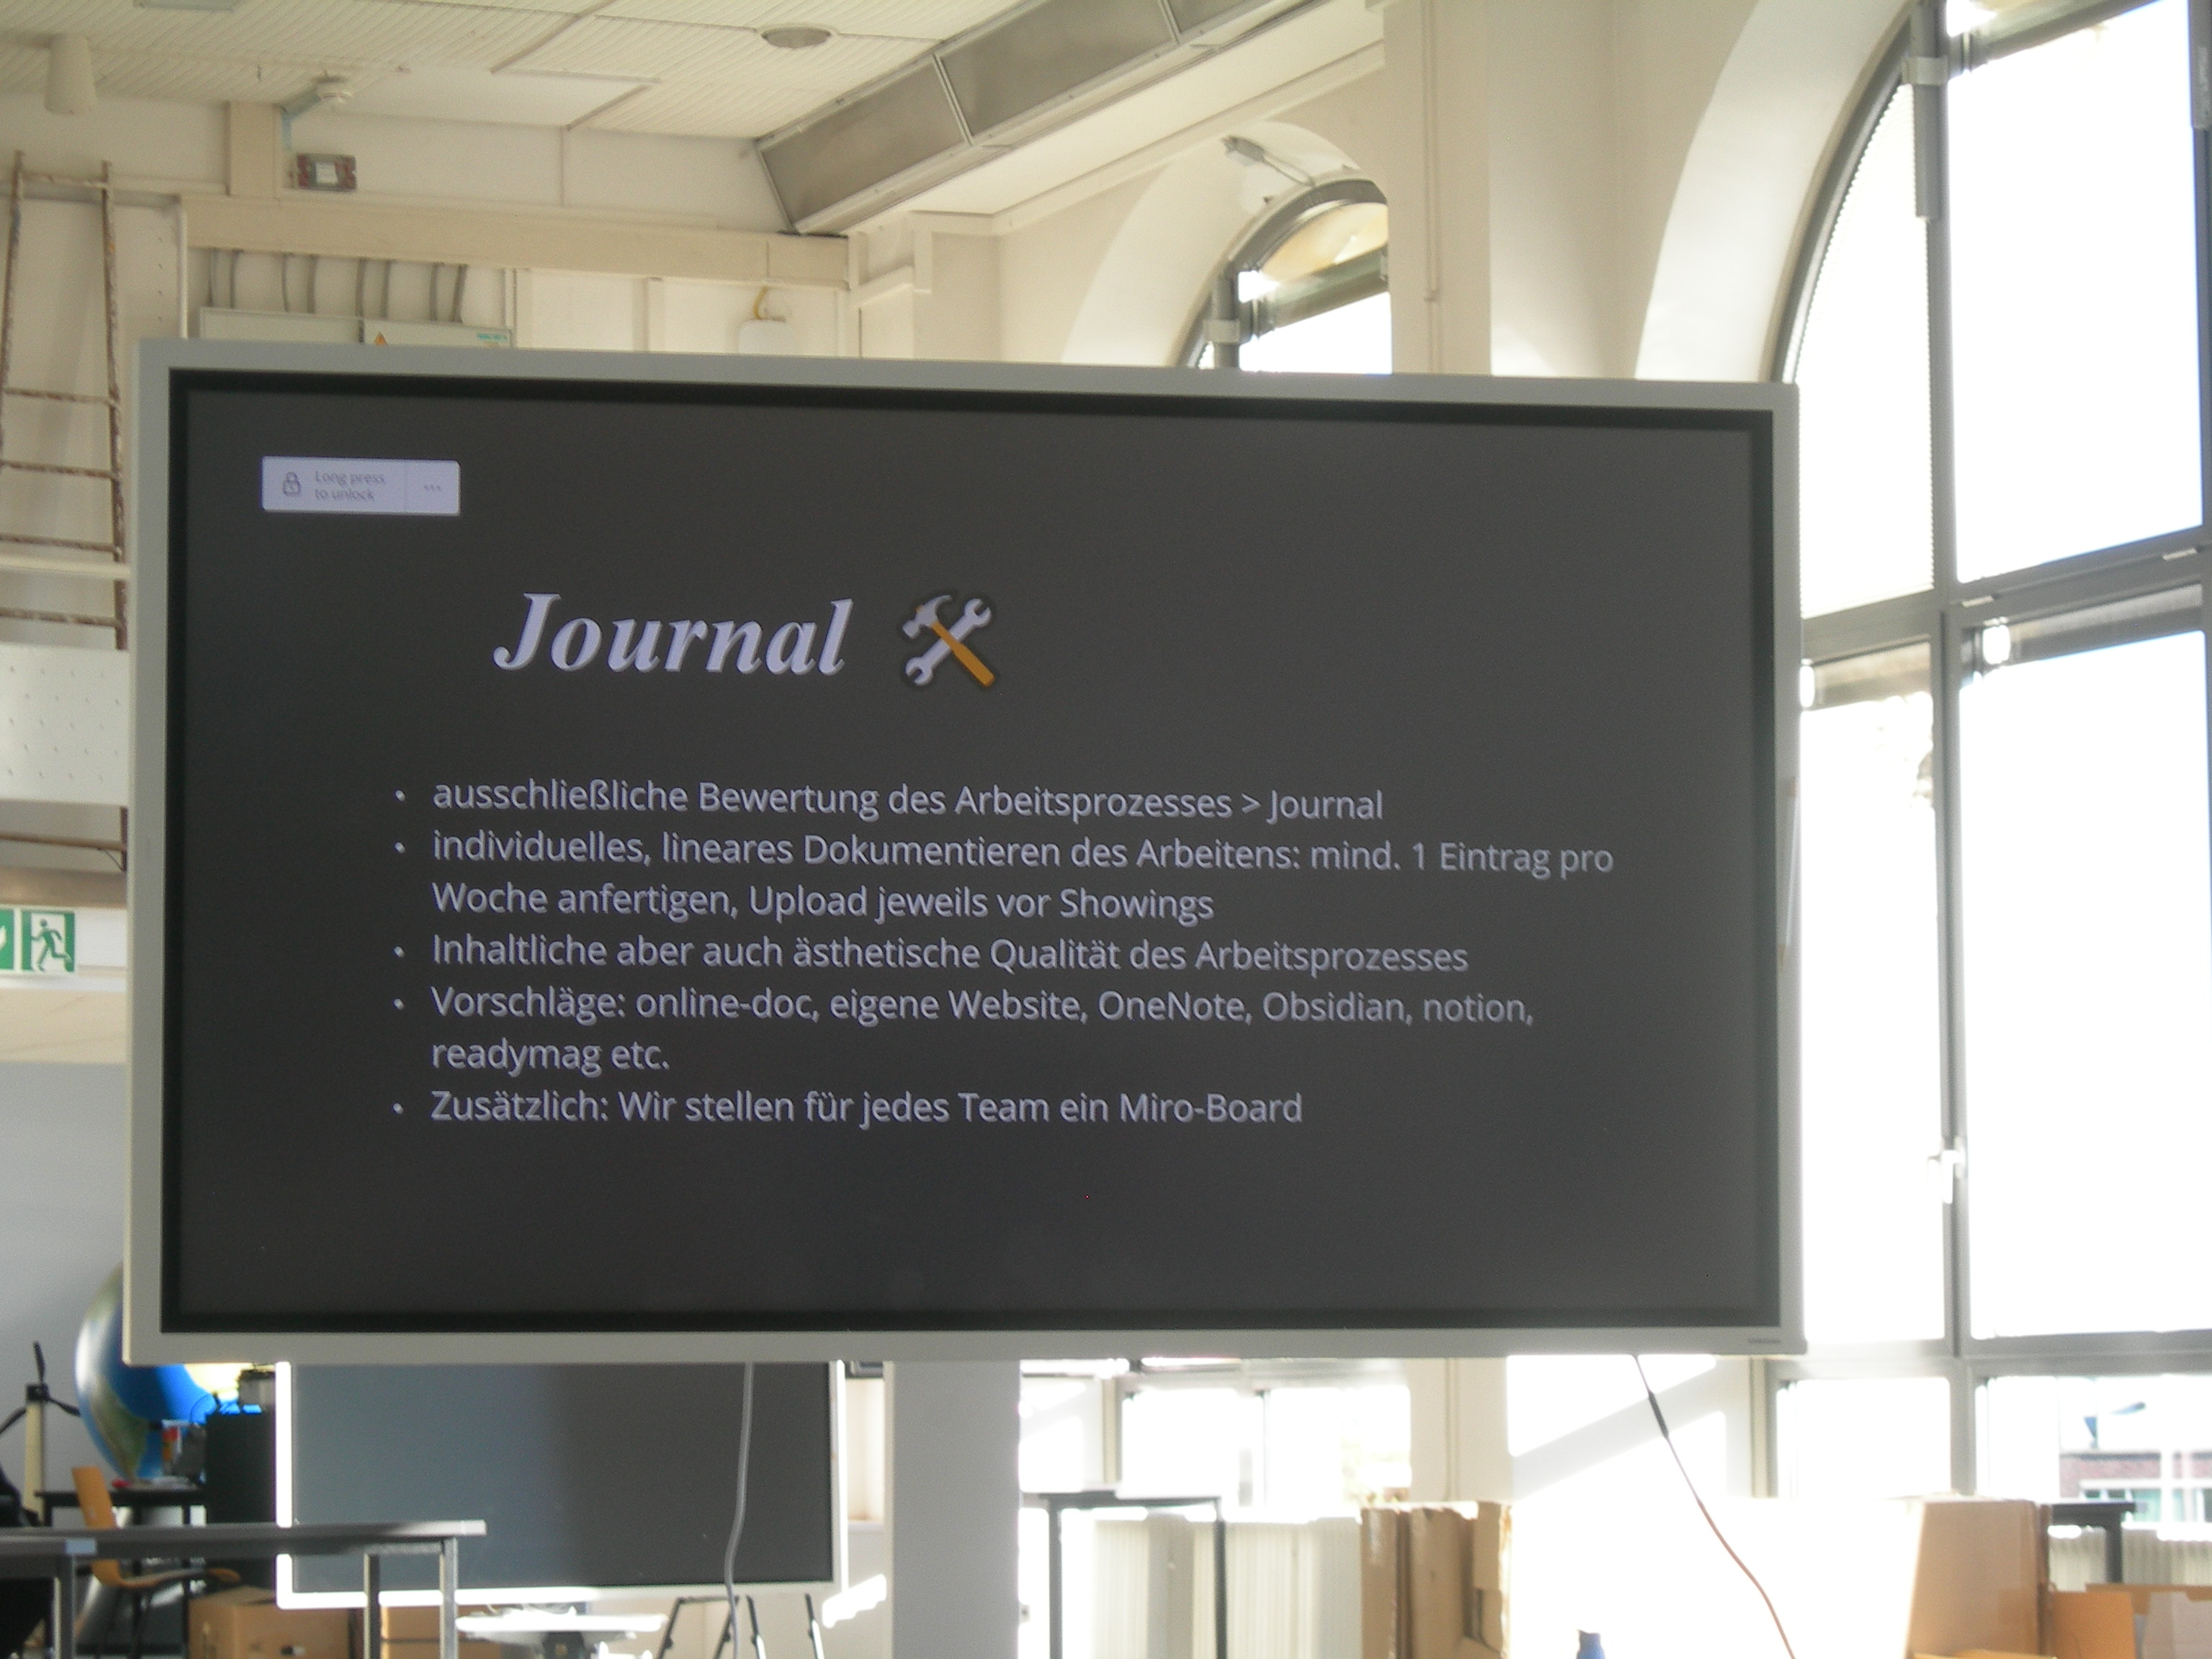 Long press
to unlock
Journal
• ausschließliche Bewertung des Arbeitsprozesses > Journal
• individuelles, lineares Dokumentieren des Arbeitens: mind. 1 Eintrag pro
Woche anfertigen, Upload jeweils vor Showings
• Inhaltliche aber auch ästhetische Qualität des Arbeitsprozesses
• Vorschläge: online-doc, eigene Website, OneNote, Obsidian, notion,
readymag etc.
• Zusätzlich: Wir stellen für jedes Team ein Miro-Board